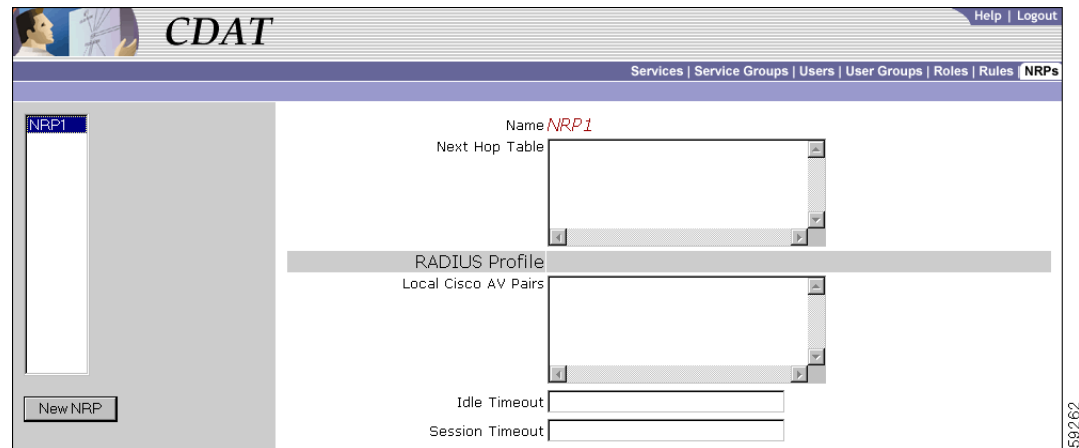 CDAT
Help | Logout
Services | Service Groups | Users | User Groups | Roles | Rules | NRPs
NRP1
Name NRP1
Next Hop Table
RADIUS Profile
Local Cisco AV Pairs
New NRP
Idle Timeout
Session Timeout
59262